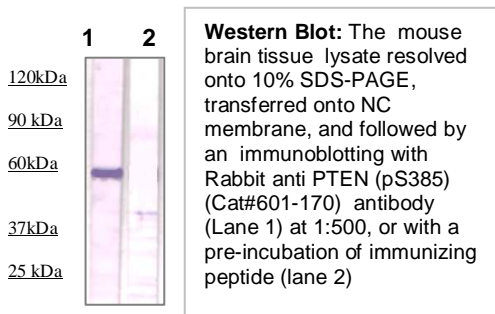 1 2
120kDa
90 kDa
60kDa
37kDa
25 kDa
Western Blot: The mouse
brain tissue lysate resolved
onto 10% SDS-PAGE,
transferred onto NC
membrane, and followed by
an immunoblotting with
Rabbit anti PTEN (pS385)
(Cat#601-170) antibody
(Lane 1) at 1:500, or with a
pre-incubation of immunizing
peptide (lane 2)